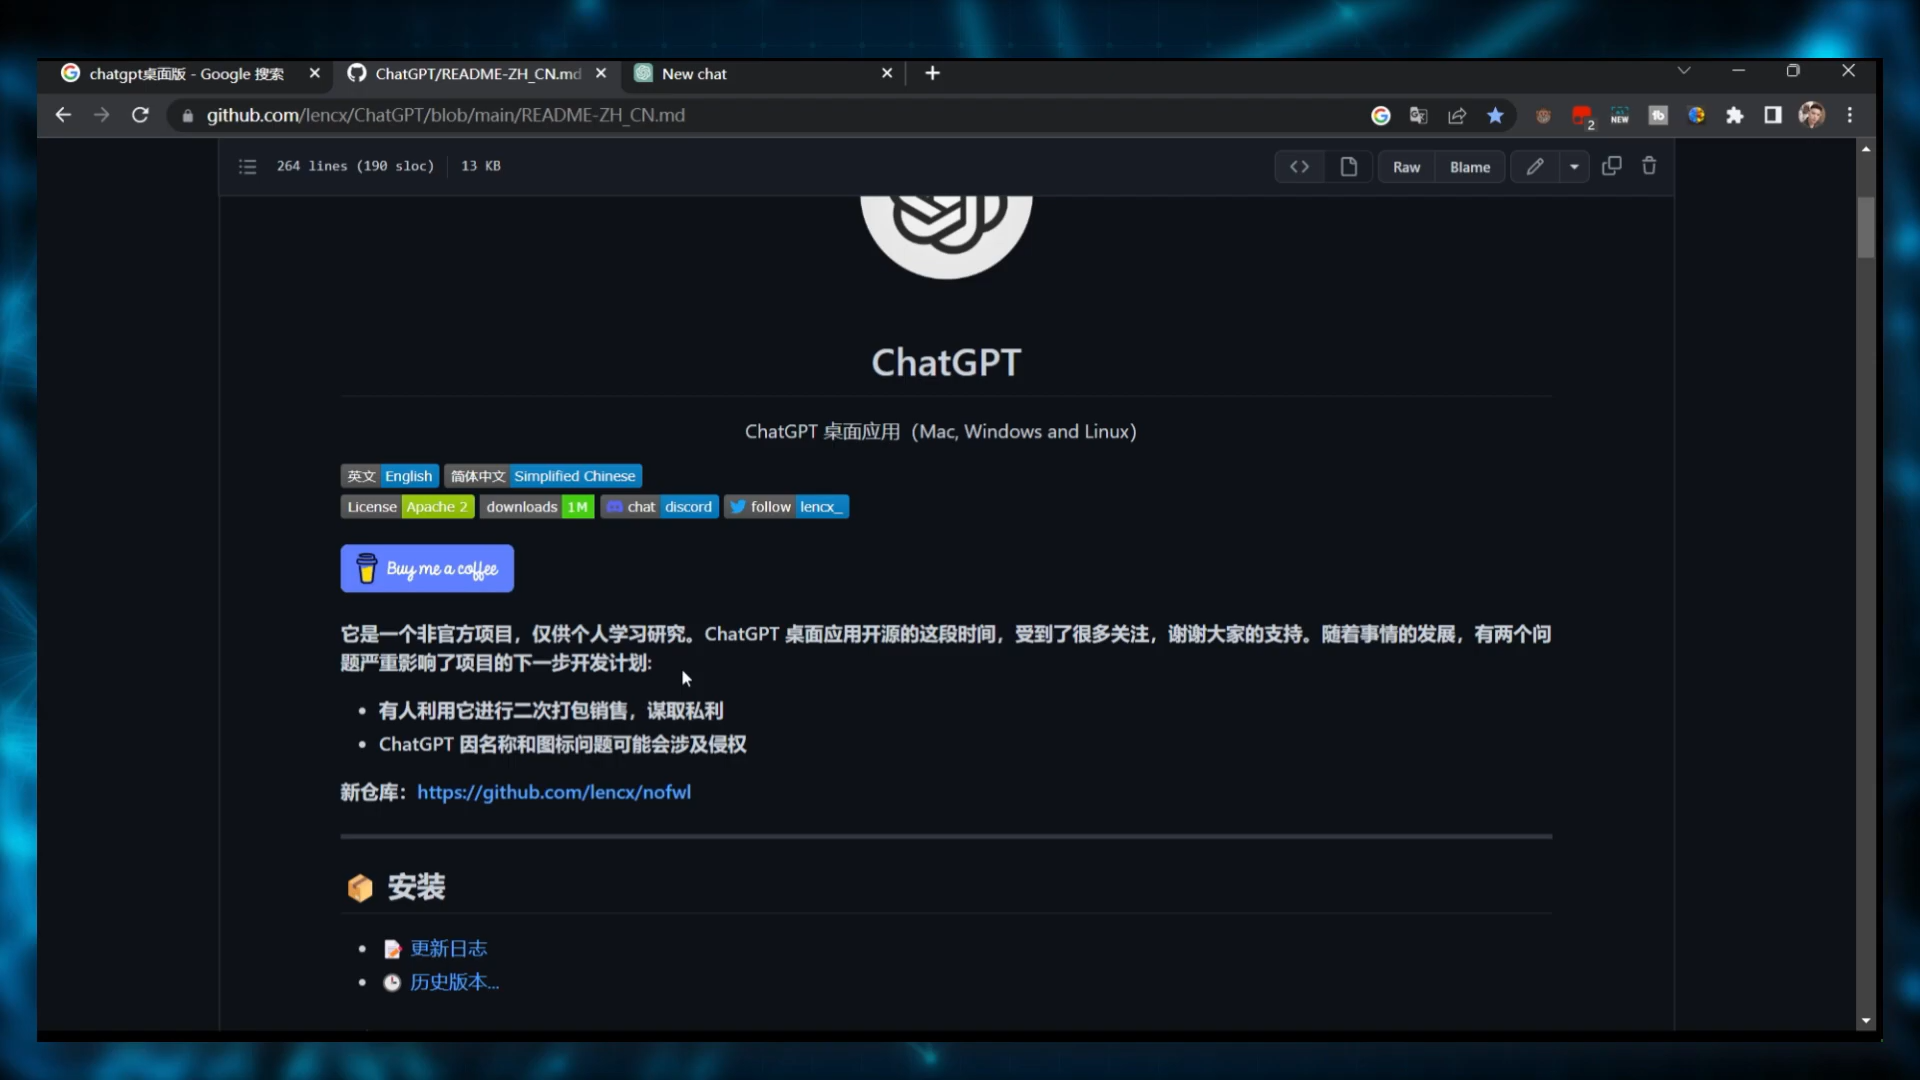 chatgpt桌面版 - Google 搜索
ChatGPT/README-ZH_CN.md
New chat
github.com/lencx/ChatGPT/blob/main/README-ZH_CN.md
2
NEW
tb
264 lines (190 sloc)
13 KB
Raw
Blame
ChatGPT
ChatGPT 桌面应用（Mac, Windows and Linux)
英文 English 简体中文 Simplified Chinese
License Apache 2 downloads 1M chat discord follow lencx_
Buy me a coffee
它是一个非官方项目，仅供个人学习研究。ChatGPT 桌面应用开源的这段时间，受到了很多关注，谢谢大家的支持。随着事情的发展，有两个问
题严重影响了项目的下一步开发计划:
• 有人利用它进行二次打包销售，谋取私利
• ChatGPT 因名称和图标问题可能会涉及侵权
新仓库：https://github.com/lencx/nofwl
安装
• 更新日志
• 历史版本...